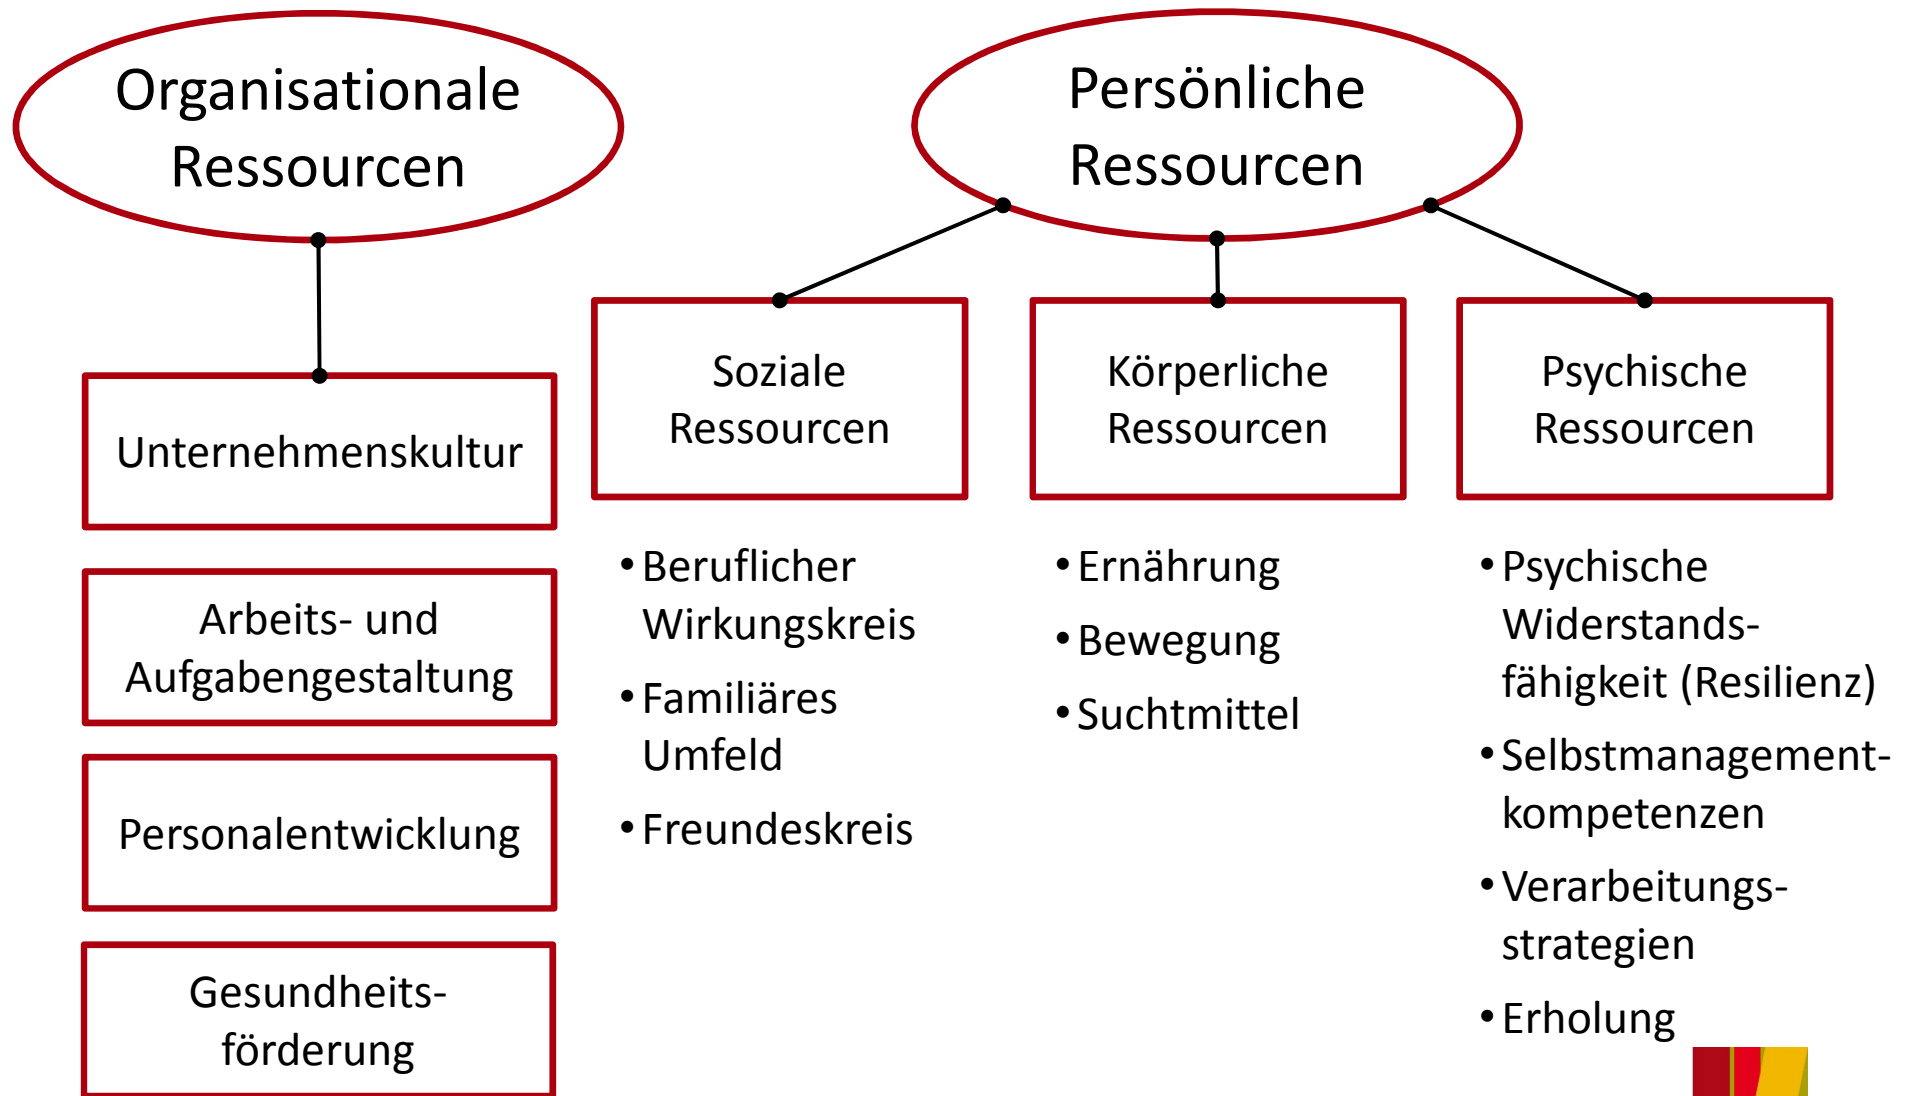 Organisationale
Ressourcen
Unternehmenskultur
Arbeits- und
Aufgabengestaltung
Personalentwicklung
Gesundheits-
förderung
Persönliche
Ressourcen
Soziale
Ressourcen
• Beruflicher
Wirkungskreis
• Familiäres
Umfeld
• Freundeskreis
Körperliche
Ressourcen
• Ernährung
• Bewegung
• Suchtmittel
Psychische
Ressourcen
• Psychische
Widerstands-
fähigkeit (Resilienz)
• Selbstmanagement-
kompetenzen
• Verarbeitungs-
strategien
• Erholung